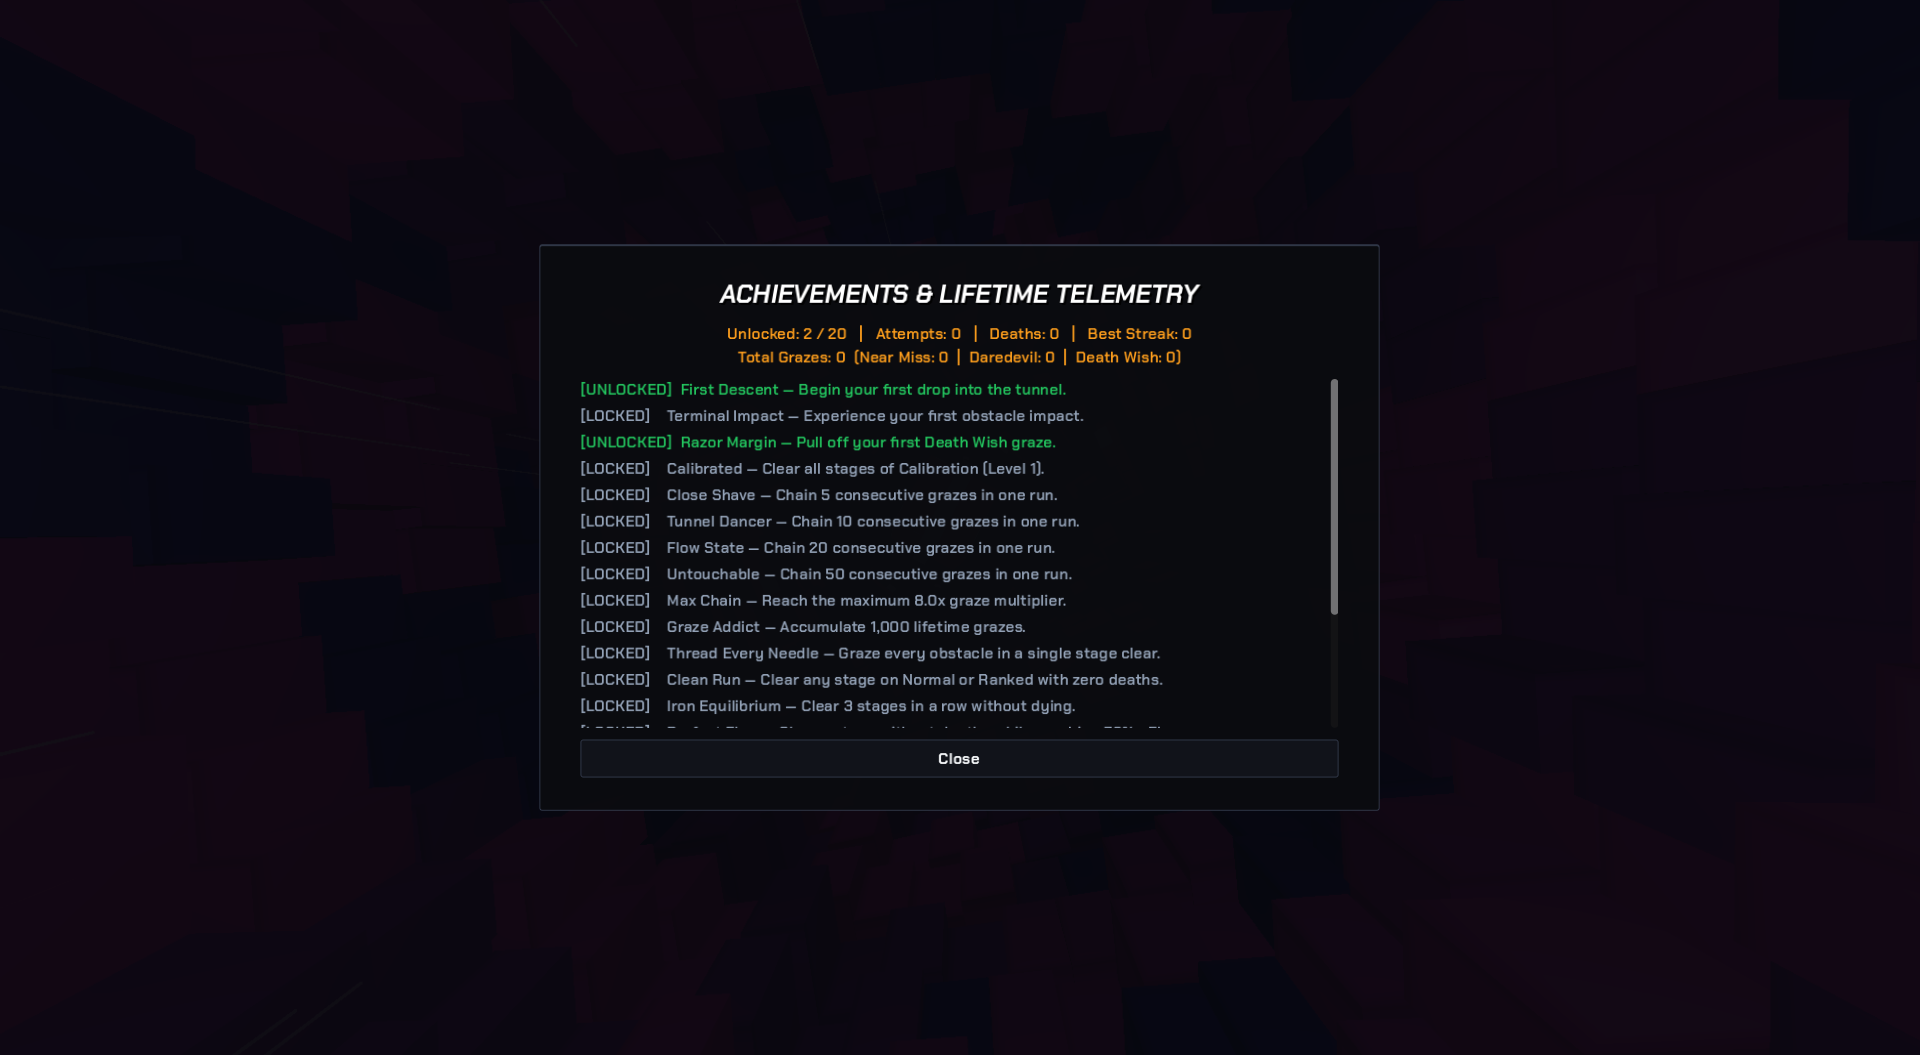 ACHIEVEMENTS & LIFETIME TELEMETRY
Unlocked: 2 / 20 | Attempts: 0 | Deaths: 0 | Best Streak: 0
Total Grazes: 0 (Near Miss: 0 | Daredevil: 0 | Death Wish: 0)
[UNLOCKED] First Descent — Begin your first drop into the tunnel.
[LOCKED] Terminal Impact — Experience your first obstacle impact.
[UNLOCKED] Razor Margin — Pull off your first Death Wish graze.
[LOCKED] Calibrated — Clear all stages of Calibration (Level 1).
[LOCKED] Close Shave — Chain 5 consecutive grazes in one run.
[LOCKED] Tunnel Dancer — Chain 10 consecutive grazes in one run.
[LOCKED] Flow State — Chain 20 consecutive grazes in one run.
[LOCKED] Untouchable — Chain 50 consecutive grazes in one run.
[LOCKED] Max Chain — Reach the maximum 8.0x graze multiplier.
[LOCKED] Graze Addict — Accumulate 1,000 lifetime grazes.
[LOCKED] Thread Every Needle — Graze every obstacle in a single stage clear.
[LOCKED] Clean Run — Clear any stage on Normal or Ranked with zero deaths.
[LOCKED] Iron Equilibrium — Clear 3 stages in a row without dying.
Close